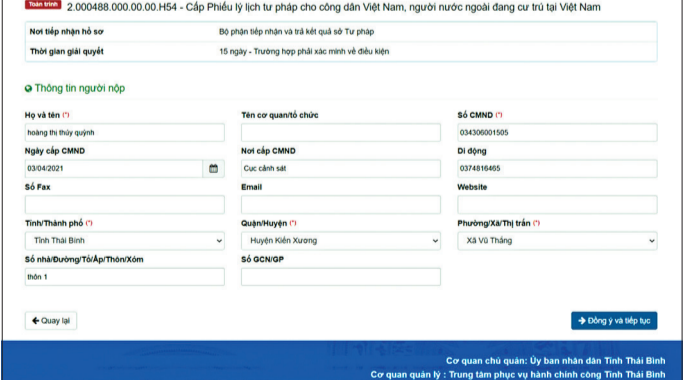 Toàn trình 2.000488.000.00.00.H54 - Cấp Phiếu lý lịch tư pháp cho công dân Việt Nam, người nước ngoài đang cư trú tại Việt Nam
Nơi tiếp nhận hồ sơ Bộ phận tiếp nhận và trả kết quả sở Tư pháp
Thời gian giải quyết 15 ngày - Trường hợp phải xác minh về điều kiện
Thông tin người nộp
Họ và tên (*) Tên cơ quan/tổ chức Số CMND (*)
hoàng thị thúy quỳnh 034306001505
Ngày cấp CMND Nơi cấp CMND Di động
03/04/2021 Cục cảnh sát 0374816465
Số Fax Email Website
Tỉnh/Thành phố (*) Quận/Huyện (*) Phường/Xã/Thị trấn (*)
Tỉnh Thái Bình Huyện Kiến Xương Xã Vũ Thắng
Số nhà/Đường/Tổ/Ấp/Thôn/Xóm Số GCN/GP
thôn 1
Quay lại Đồng ý và tiếp tục
Cơ quan chủ quản: Ủy ban nhân dân Tỉnh Thái Bình
Cơ quan quản lý : Trung tâm phục vụ hành chính công Tỉnh Thái Bình